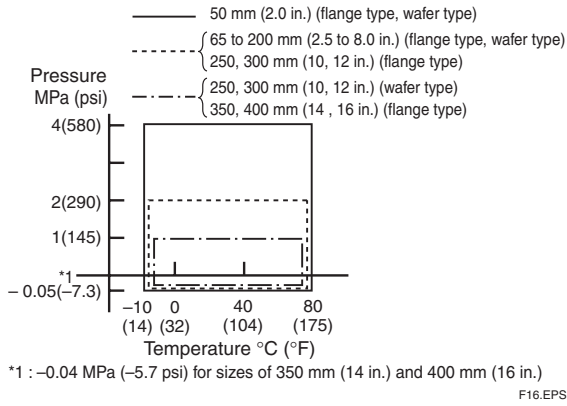 50 mm (2.0 in.) (flange type, wafer type)
65 to 200 mm (2.5 to 8.0 in.) (flange type, wafer type)
250, 300 mm (10, 12 in.) (flange type)
250, 300 mm (10, 12 in.) (wafer type)
350, 400 mm (14 , 16 in.) (flange type)
Pressure
MPa (psi)
4(580)
2(290)
1(145)
*1
– 0.05(–7.3)
–10 0 40 80
(14) (32) (104) (175)
Temperature °C (°F)
*1 : –0.04 MPa (–5.7 psi) for sizes of 350 mm (14 in.) and 400 mm (16 in.)
F16.EPS